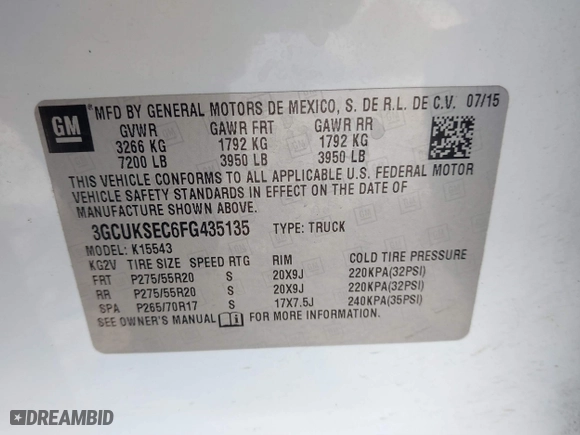 GM
MFD BY GENERAL MOTORS DE MEXICO, S. DE R.L. DE C.V. 07/15
GVWR GAWR FRT GAWR RR
3266 KG 1792 KG 1792 KG
7200 LB 3950 LB 3950 LB
THIS VEHICLE CONFORMS TO ALL APPLICABLE U.S. FEDERAL MOTOR
VEHICLE SAFETY STANDARDS IN EFFECT ON THE DATE OF
MANUFACTURE SHOWN ABOVE.
3GCUKSEC6FG435135 TYPE: TRUCK
MODEL: K15543
KG2V TIRE SIZE SPEED RTG RIM COLD TIRE PRESSURE
FRT P275/55R20 S 20X9J 220KPA(32PSI)
RR P275/55R20 S 20X9J 220KPA(32PSI)
SPA P265/70R17 S 17X7.5J 240KPA(35PSI)
SEE OWNER'S MANUAL FOR MORE INFORMATION.
DREAMBID